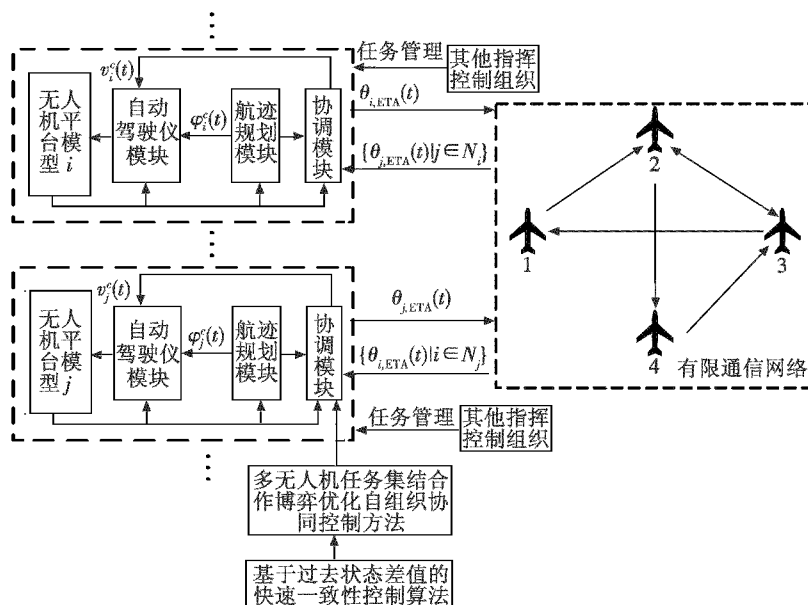 任务管理
其他指挥
控制组织
v_i^c(t)
无人
机平
台模
型i
自动
驾驶仪
模块
φ_i^c(t)
航迹
规划
模块
协调模块
θ_{i,ETA}(t)
{θ_{j,ETA}(t)|j∈N_i}
v_j^c(t)
无人
机平
台模
型j
自动
驾驶仪
模块
φ_j^c(t)
航迹
规划
模块
协调模块
θ_{j,ETA}(t)
{θ_{i,ETA}(t)|i∈N_j}
任务管理
其他指挥
控制组织
多无人机任务集结合
作博弈优化自组织协
同控制方法
基于过去状态差值的
快速一致性控制算法
2
1
3
4
有限通信网络